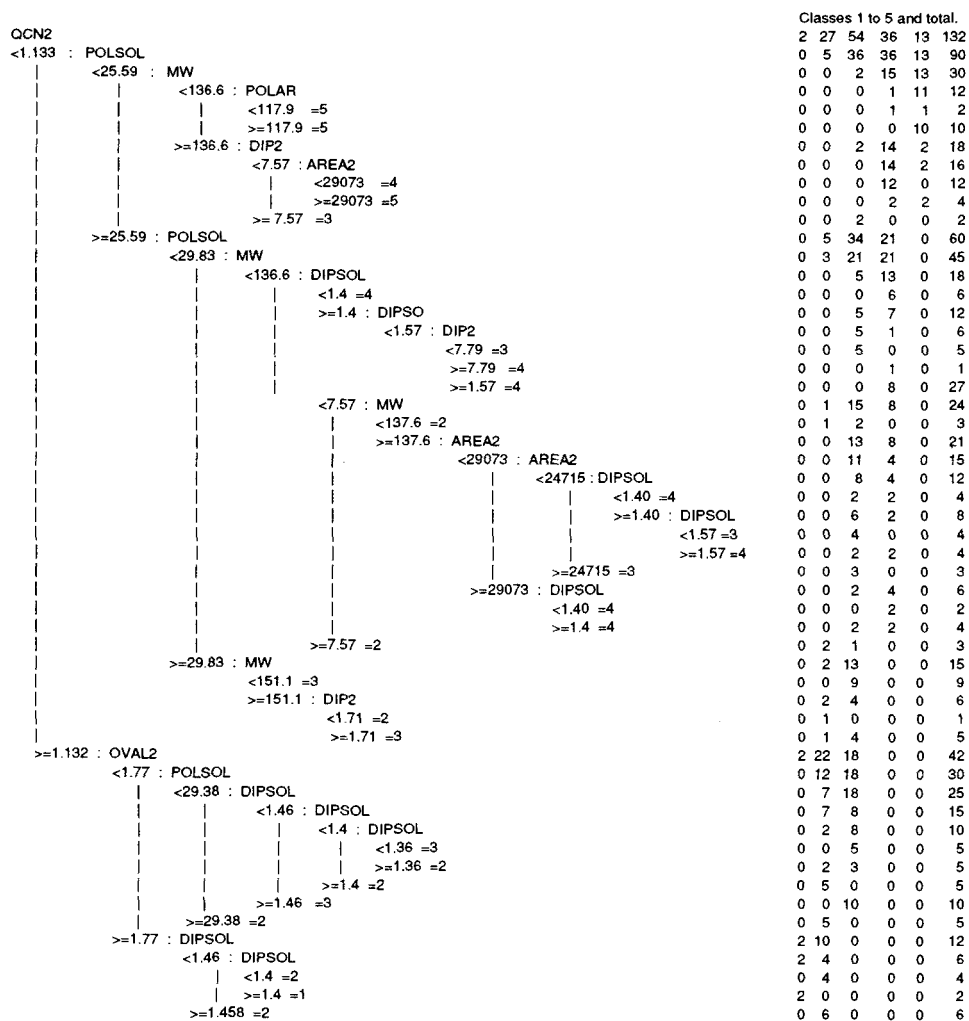 Classes 1 to 5 and total.
QCN2 2 27 54 36 13 132
<1.133 : POLSOL 0 5 36 36 13 90
<25.59 : MW 0 0 2 15 13 30
<136.6 : POLAR 0 0 0 1 11 12
<117.9 =5 0 0 0 1 1 2
>=117.9 =5 0 0 0 0 10 10
>=136.6 : DIP2 0 0 2 14 2 18
<7.57 : AREA2 0 0 0 14 2 16
<29073 =4 0 0 0 12 0 12
>=29073 =5 0 0 0 2 2 4
>= 7.57 =3 0 0 2 0 0 2
>=25.59 : POLSOL 0 5 34 21 0 60
<29.83 : MW 0 3 21 21 0 45
<136.6 : DIPSOL 0 0 5 13 0 18
<1.4 =4 0 0 0 6 0 6
>=1.4 : DIPSO 0 0 5 7 0 12
<1.57 : DIP2 0 0 5 1 0 6
<7.79 =3 0 0 5 0 0 5
>=7.79 =4 0 0 0 1 0 1
>=1.57 =4 0 0 0 8 0 27
<7.57 : MW 0 1 15 8 0 24
<137.6 =2 0 1 2 0 0 3
>=137.6 : AREA2 0 0 13 8 0 21
<29073 : AREA2 0 0 11 4 0 15
<24715 : DIPSOL 0 0 8 4 0 12
<1.40 =4 0 0 2 2 0 4
>=1.40 : DIPSOL 0 0 6 2 0 8
<1.57 =3 0 0 4 0 0 4
>=1.57 =4 0 0 2 2 0 4
>=24715 =3 0 0 3 0 0 3
>=29073 : DIPSOL 0 0 2 4 0 6
<1.40 =4 0 0 0 2 0 2
>=1.4 =4 0 0 2 2 0 4
>=7.57 =2 0 2 1 0 0 3
>=29.83 : MW 0 2 13 0 0 15
<151.1 =3 0 0 9 0 0 9
>=151.1 : DIP2 0 2 4 0 0 6
<1.71 =2 0 1 0 0 0 1
>=1.71 =3 0 1 4 0 0 5
>=1.132 : OVAL2 2 22 18 0 0 42
<1.77 : POLSOL 0 12 18 0 0 30
<29.38 : DIPSOL 0 7 18 0 0 25
<1.46 : DIPSOL 0 7 8 0 0 15
<1.4 : DIPSOL 0 2 8 0 0 10
<1.36 =3 0 0 5 0 0 5
>=1.36 =2 0 2 3 0 0 5
>=1.4 =2 0 5 0 0 0 5
>=1.46 =3 0 0 10 0 0 10
>=29.38 =2 0 5 0 0 0 5
>=1.77 : DIPSOL 2 10 0 0 0 12
<1.46 : DIPSOL 2 4 0 0 0 6
<1.4 =2 0 4 0 0 0 4
>=1.4 =1 2 0 0 0 0 2
>=1.458 =2 0 6 0 0 0 6